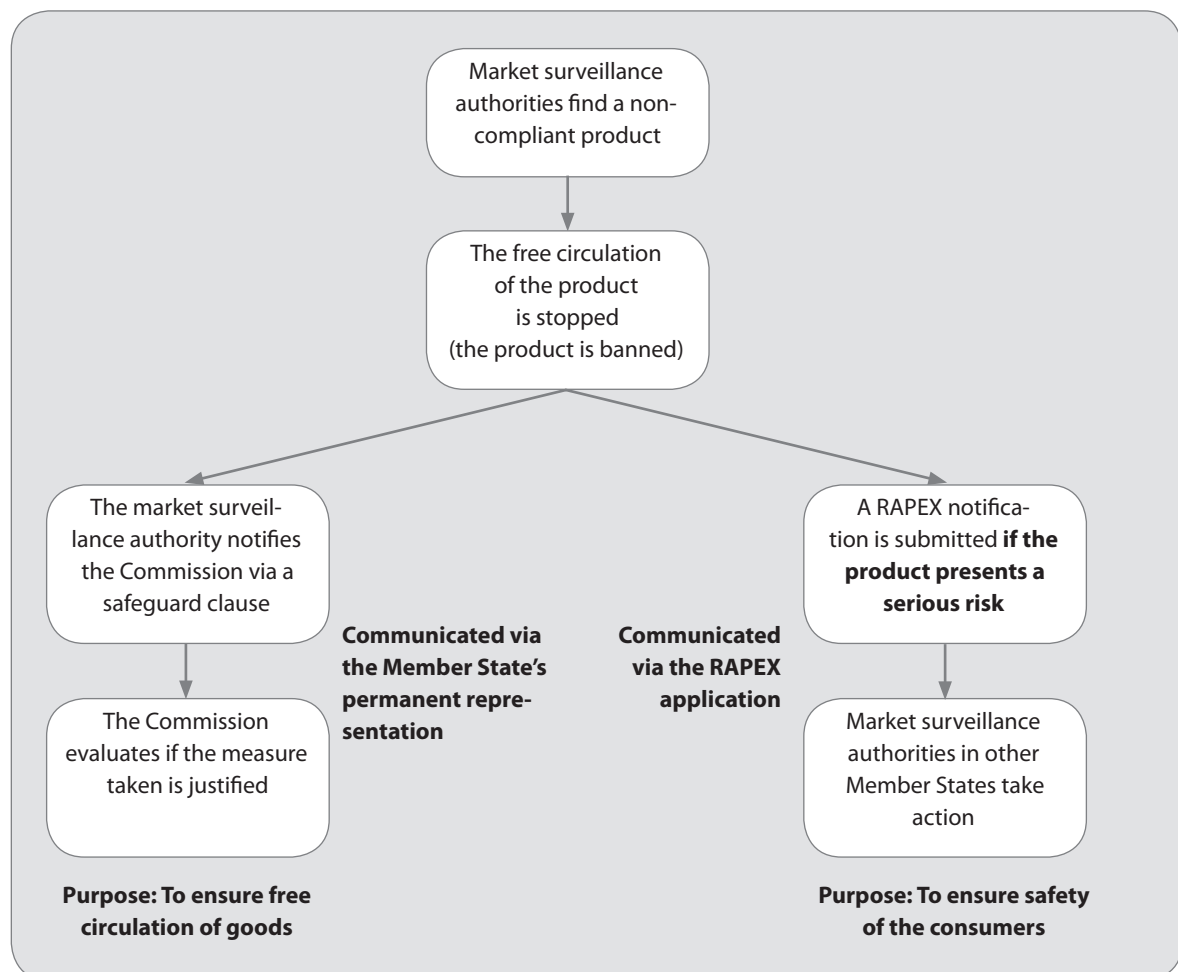 Market surveillance
authorities find a non-
compliant product
The free circulation
of the product
is stopped
(the product is banned)
The market surveil-
lance authority notifies
the Commission via a
safeguard clause
A RAPEX notifica-
tion is submitted if the
product presents a
serious risk
Communicated via
the Member State’s
permanent repre-
sentation
Communicated
via the RAPEX
application
The Commission
evaluates if the measure
taken is justified
Market surveillance
authorities in other
Member States take
action
Purpose: To ensure free
circulation of goods
Purpose: To ensure safety
of the consumers